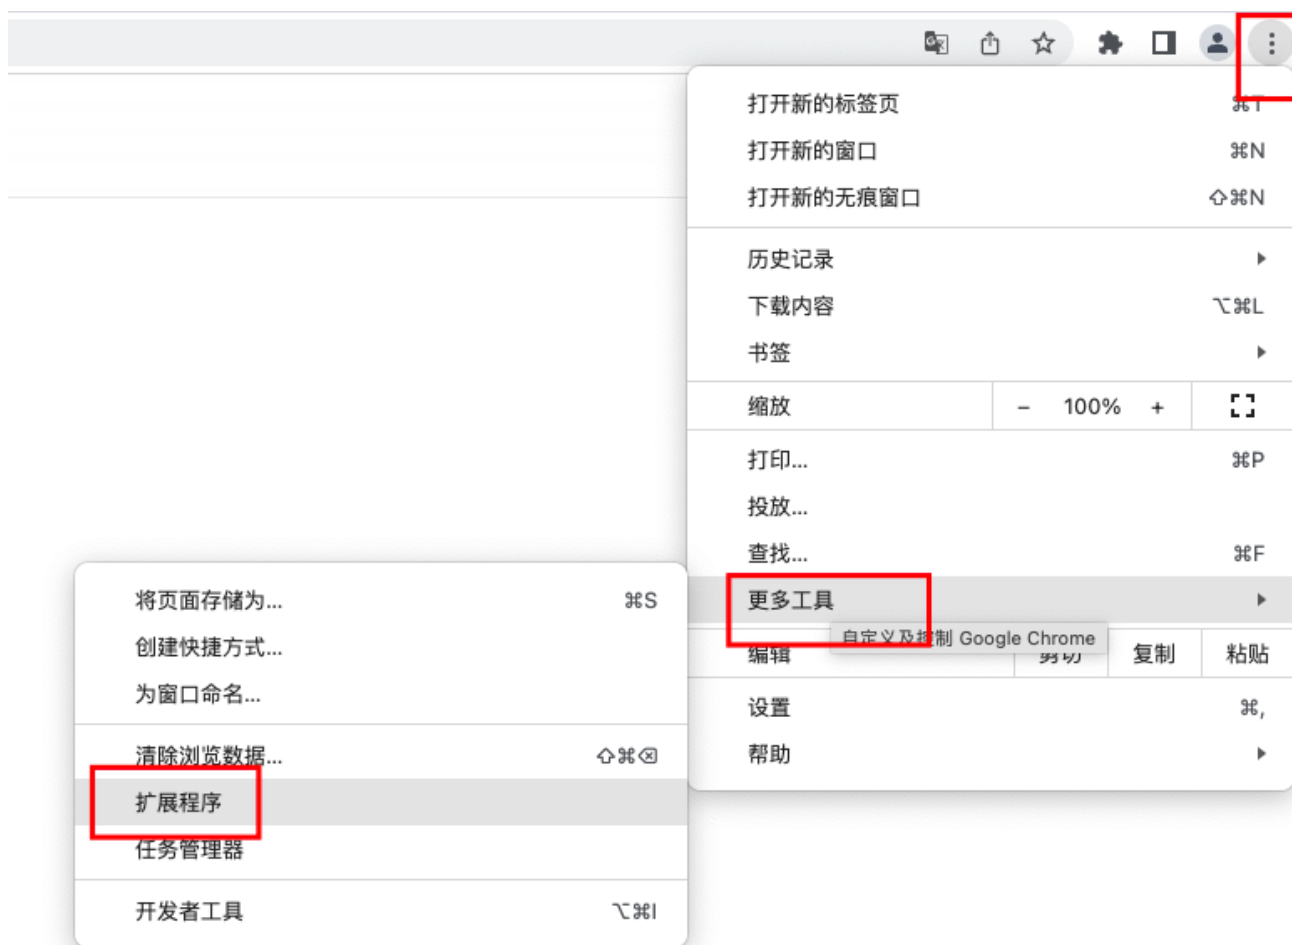 打开新的标签页 ⌘T
打开新的窗口 ⌘N
打开新的无痕窗口 ⇧⌘N
历史记录
下载内容 ⌥⌘L
书签
缩放 − 100% +
打印... ⌘P
投放...
查找... ⌘F
更多工具
自定义及控制 Google Chrome
编辑 剪切 复制 粘贴
设置 ⌘,
帮助
将页面存储为... ⌘S
创建快捷方式...
为窗口命名...
清除浏览数据... ⇧⌘⌫
扩展程序
任务管理器
开发者工具 ⌥⌘I